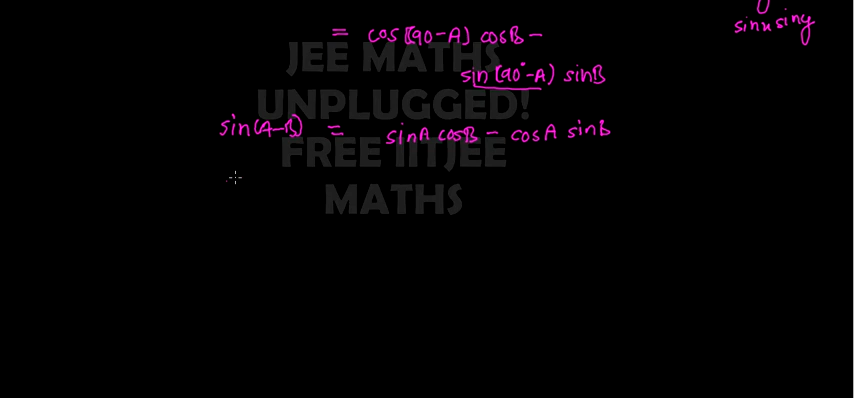 = cos[(90-A) cosB -
sinx siny
sin(90°-A) sinB
sin(A-B) = sinA cosB - cosA sinB
JEE MATHS
UNPLUGGED!
FREE IITJEE
MATHS